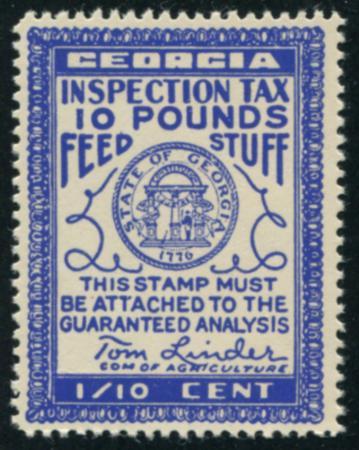 GEORGIA
INSPECTION TAX
10 POUNDS
FEED STUFF
STATE OF GEORGIA
1776
THIS STAMP MUST
BE ATTACHED TO THE
GUARANTEED ANALYSIS
Tom Linder
COM OF AGRICULTURE
1/10 CENT